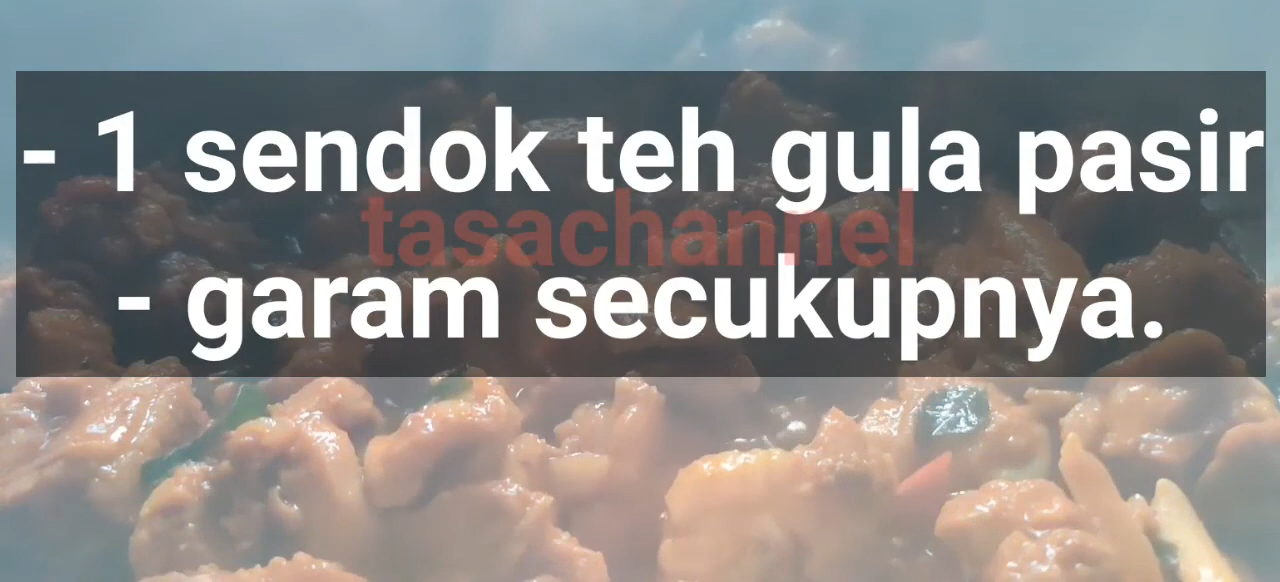 - 1 sendok teh gula pasir
tasachannel
- garam secukupnya.